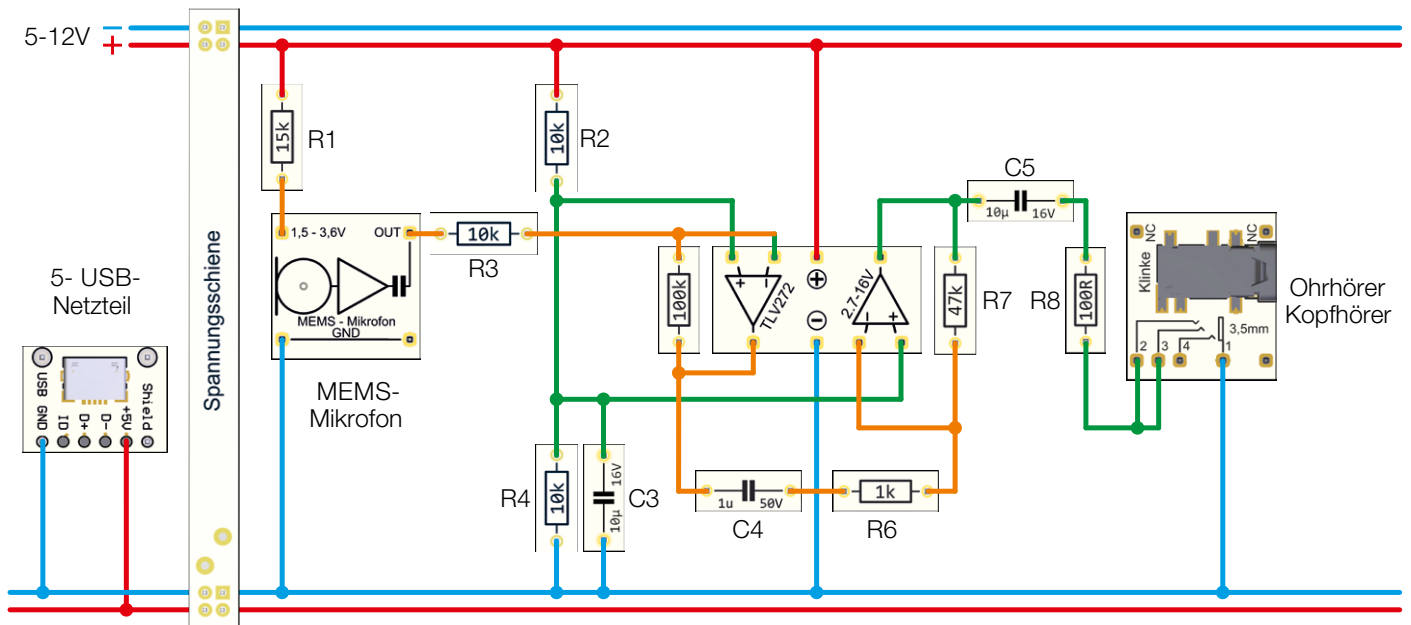 5-12V
Spannungsschiene
15k
R1
10k
R2
1,5 - 3,6V
OUT
MEMS - Mikrofon
GND
MEMS-
Mikrofon
10k
R3
100k
TLV272
2.7-16V
47k
R7
C5
10µ
16V
R8
100R
NC
NC
Klinke
3,5mm
2
3
4
1
Ohrhörer
Kopfhörer
5- USB-
Netzteil
USB
GND
ID
D+
D-
+5V
Shield
R4
10k
10µ
16V
C3
1u
50V
C4
1k
R6